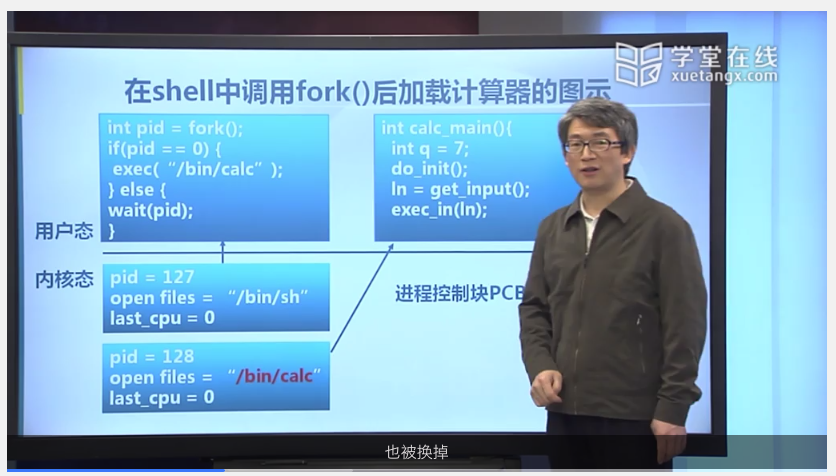 学堂在线
xuetangx.com
在shell中调用fork()后加载计算器的图示
int pid = fork();
if(pid == 0) {
exec( “/bin/calc” );
} else {
wait(pid);
}
int calc_main(){
int q = 7;
do_init();
ln = get_input();
exec_in(ln);
用户态
内核态
pid = 127
open files = “/bin/sh”
last_cpu = 0
进程控制块PCB
pid = 128
open files = “/bin/calc”
last_cpu = 0
也被换掉